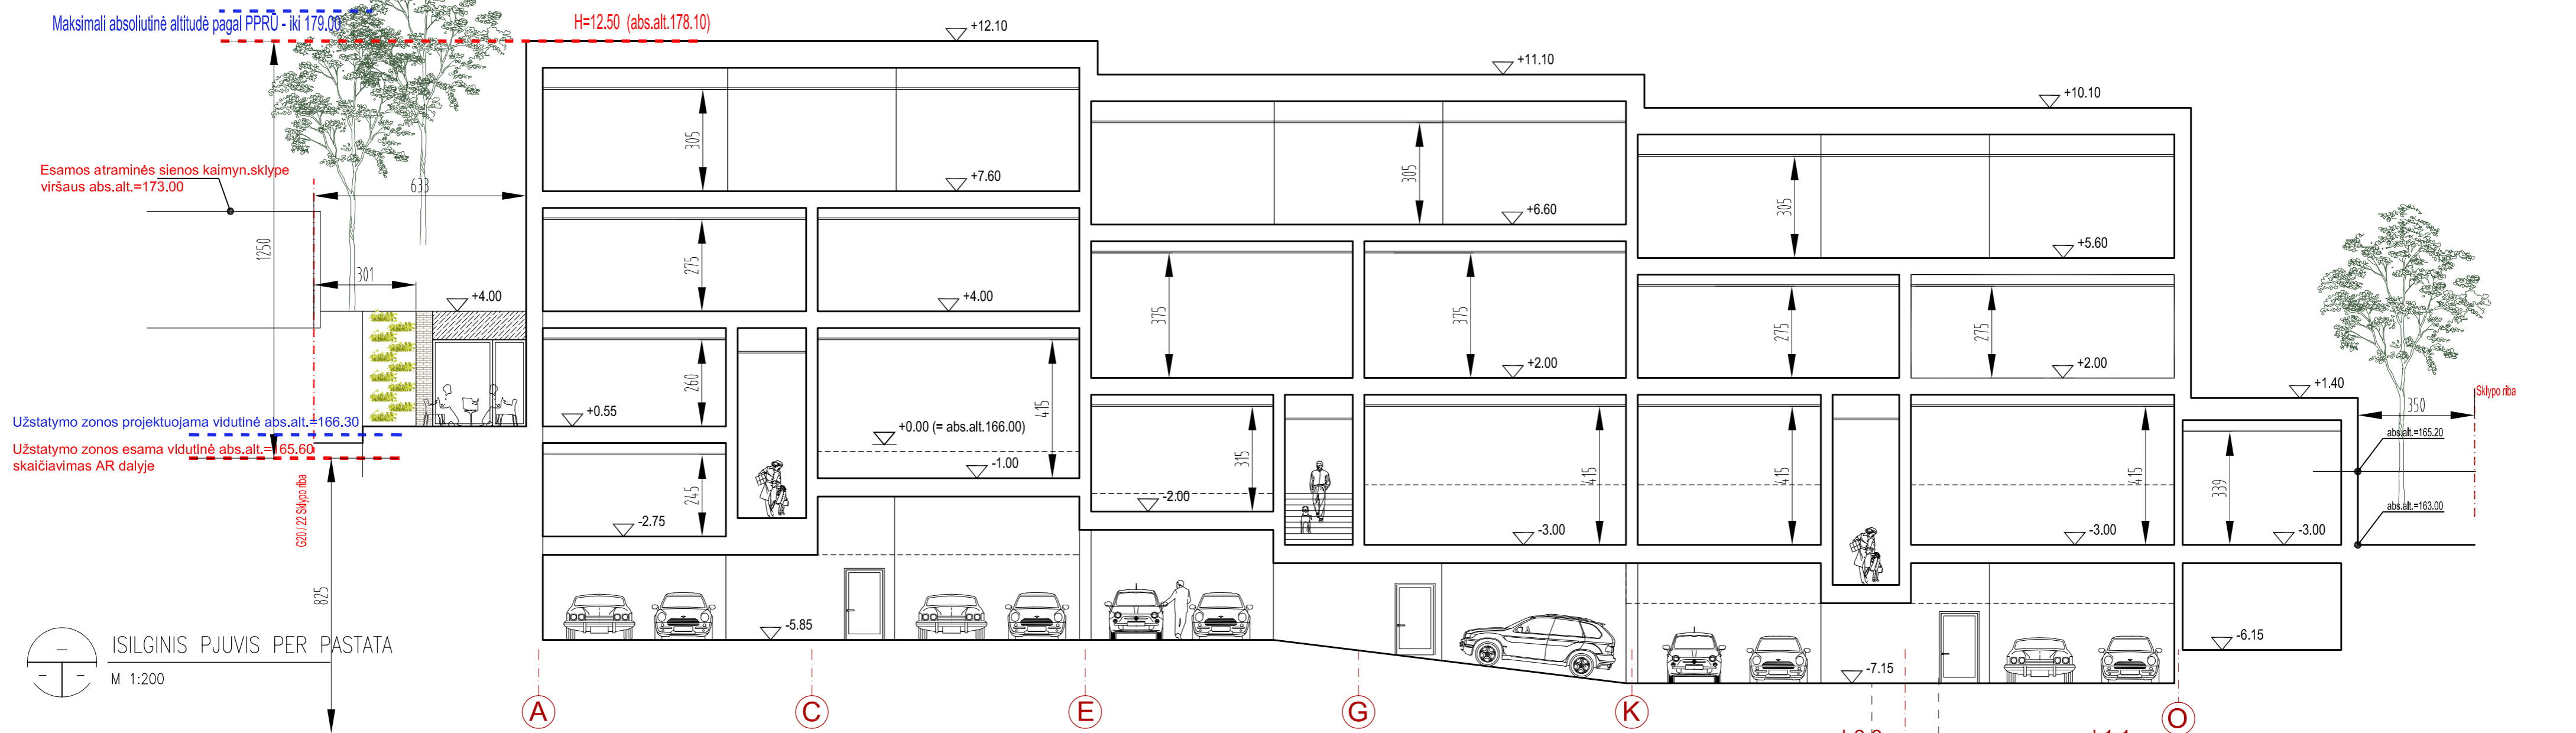 Maksimali absoliutinė altitudė pagal PPRŪ - iki 179.00
H=12.50 (abs.alt.178.10)
+12.10
+11.10
+10.10
305
305
305
Esamos atraminės sienos kaimyn.sklype
viršaus abs.alt.=173.00
633
+7.60
+6.60
+5.60
1250
301
275
375
375
275
275
+4.00
+4.00
+2.00
+2.00
+1.40
350
Sklypo riba
260
415
+0.55
+0.00 (= abs.alt.166.00)
-1.00
315
415
415
415
339
abs.alt.=165.20
abs.alt.=163.00
Užstatymo zonos projektuojama vidutinė abs.alt.=166.30
Užstatymo zonos esama vidutinė abs.alt.=165.60
skaičiavimas AR dalyje
245
-2.00
-2.75
-3.00
-3.00
-3.00
G20 / 22 Sklypo riba
825
-5.85
-6.15
-7.15
ISILGINIS PJUVIS PER PASTATA
M 1:200
A
C
E
G
K
O